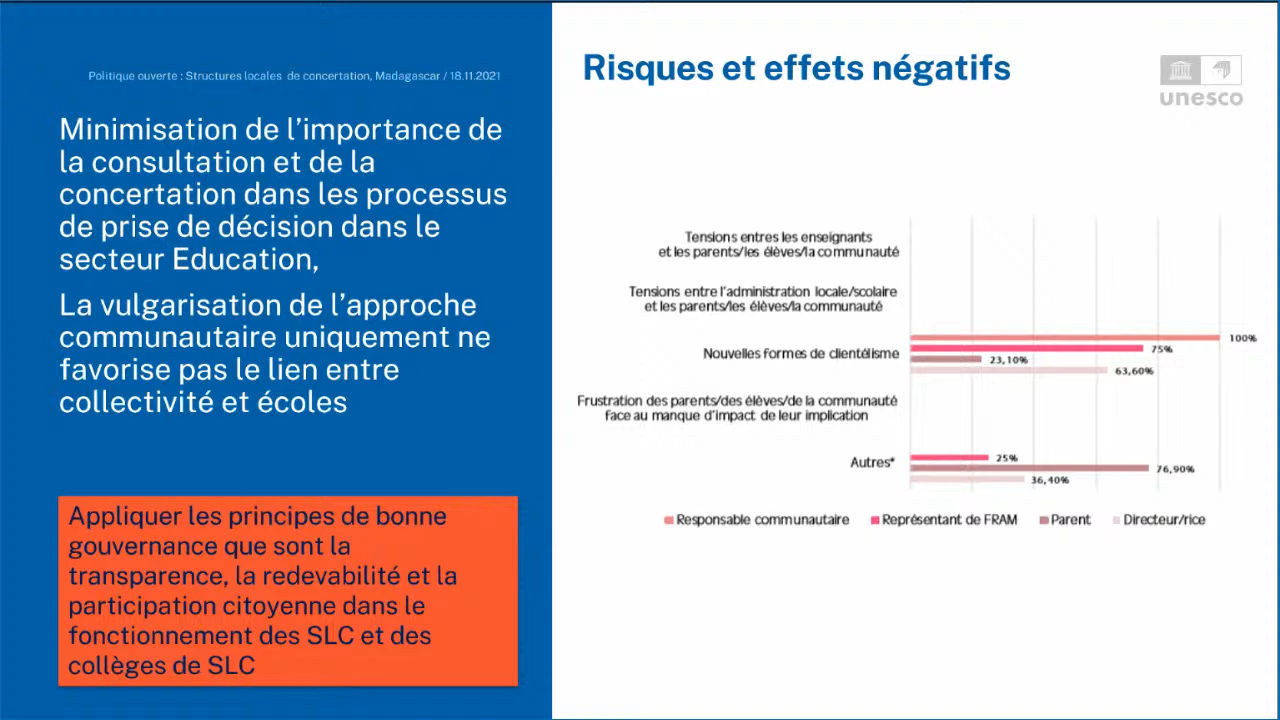 Politique ouverte : Structures locales de concertation, Madagascar / 18.11.2021
Minimisation de l'importance de
la consultation et de la
concertation dans les processus
de prise de décision dans le
secteur Education,
La vulgarisation de l'approche
communautaire uniquement ne
favorise pas le lien entre
collectivité et écoles
Appliquer les principes de bonne
gouvernance que sont la
transparence, la redevabilité et la
participation citoyenne dans le
fonctionnement des SLC et des
collèges de SLC
Risques et effets négatifs
unesco
Tensions entres les enseignants
et les parents/les élèves/la communauté
Tensions entre l'administration locale/scolaire
et les parents/les élèves/la communauté
Nouvelles formes de clientélisme
100%
75%
23,10%
63,60%
Frustration des parents/des élèves/de la communauté
face au manque d'impact de leur implication
Autres*
25%
76,90%
36,40%
Responsable communautaire Représentant de FRAM Parent Directeur/rice